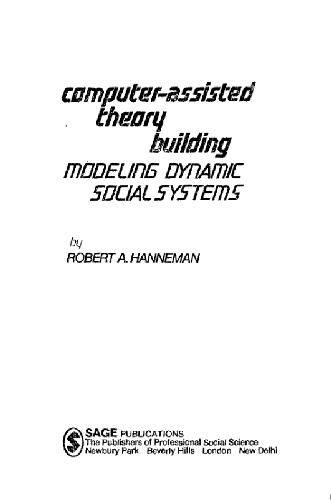 computer-assisted
theory
building
MODELING DYNAMIC
SOCIAL SYSTEMS
by
ROBERT A. HANNEMAN
S
SAGE PUBLICATIONS
The Publishers of Professional Social Science
Newbury Park Beverly Hills London New Delhi